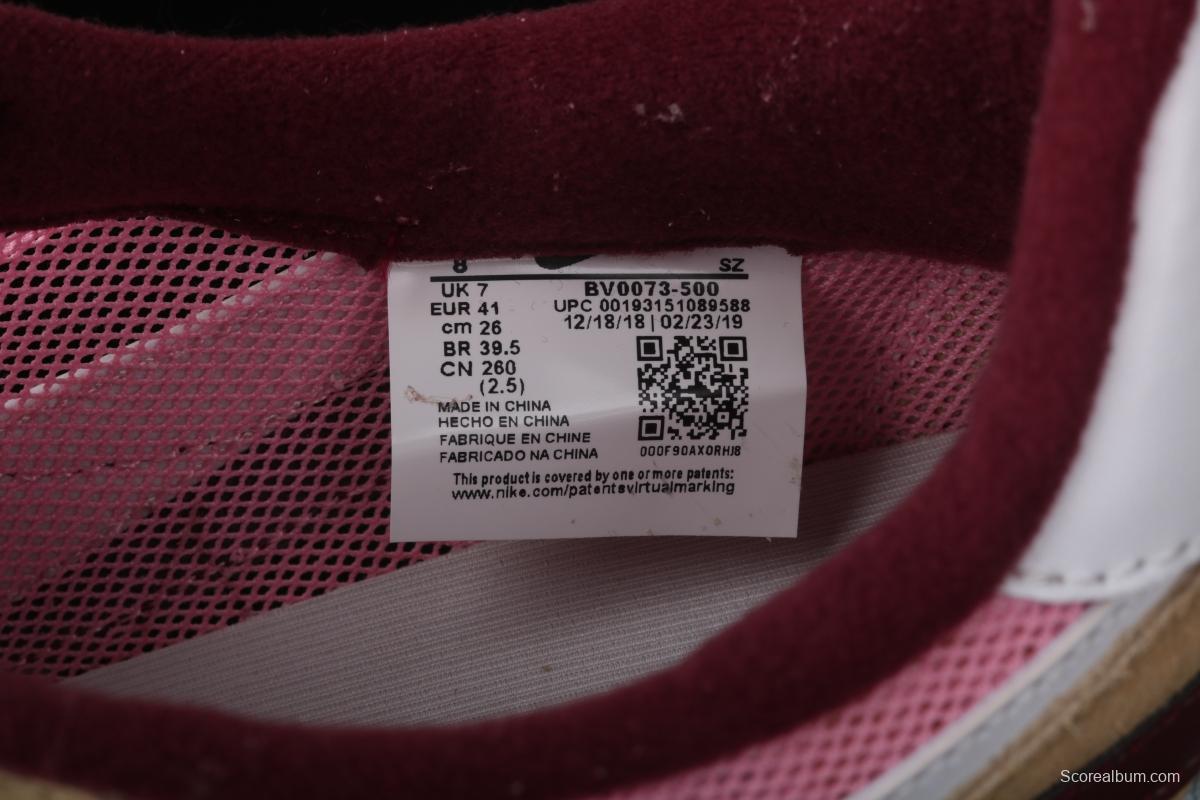 8 SZ
UK 7 BV0073-500
EUR 41 UPC 00193151089588
cm 26 12/18/18 | 02/23/19
BR 39.5
CN 260
(2.5)
MADE IN CHINA
HECHO EN CHINA
FABRIQUE EN CHINE
FABRICADO NA CHINA
000F90AX0RHJ8
This product is covered by one or more patents:
www.nike.com/patentsvirtualmarking
Scorealbum.com